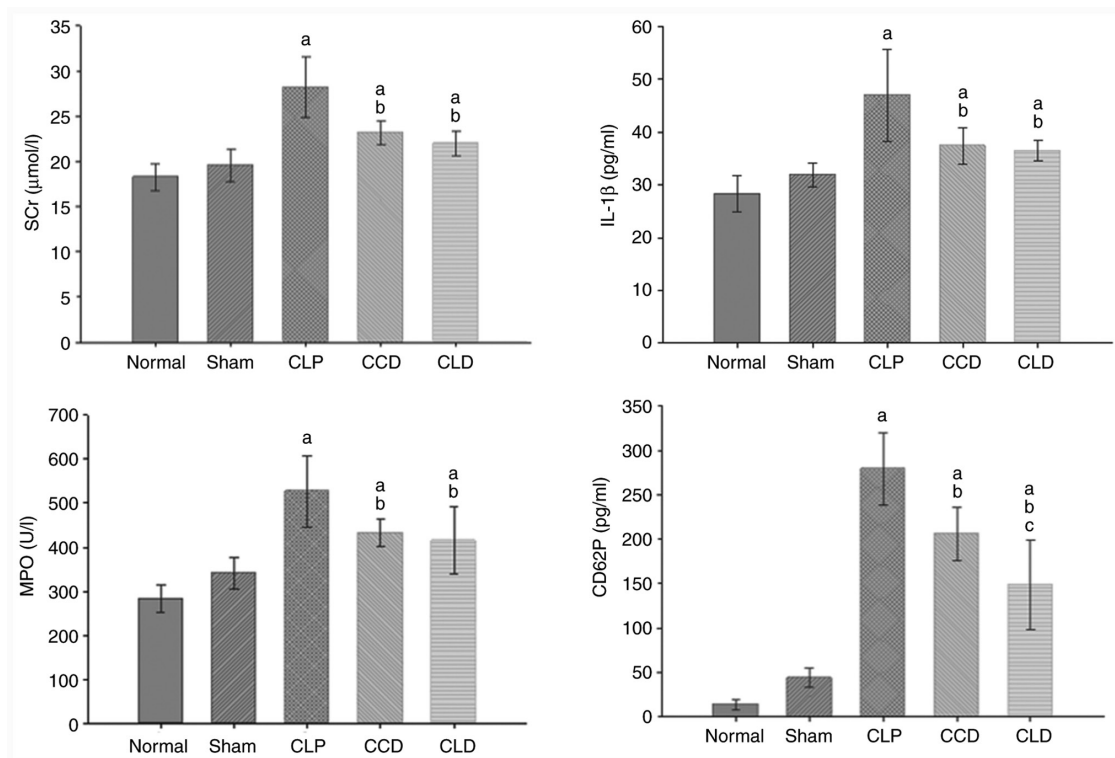 SCr (μmol/l)
35
30
25
20
15
10
5
0
a
a
b
a
b
Normal Sham CLP CCD CLD
IL-1β (pg/ml)
60
50
40
30
20
10
0
a
a
b
a
b
Normal Sham CLP CCD CLD
MPO (U/l)
700
600
500
400
300
200
100
0
a
a
b
a
b
Normal Sham CLP CCD CLD
CD62P (pg/ml)
350
300
250
200
150
100
50
0
a
a
b
a
b
c
Normal Sham CLP CCD CLD